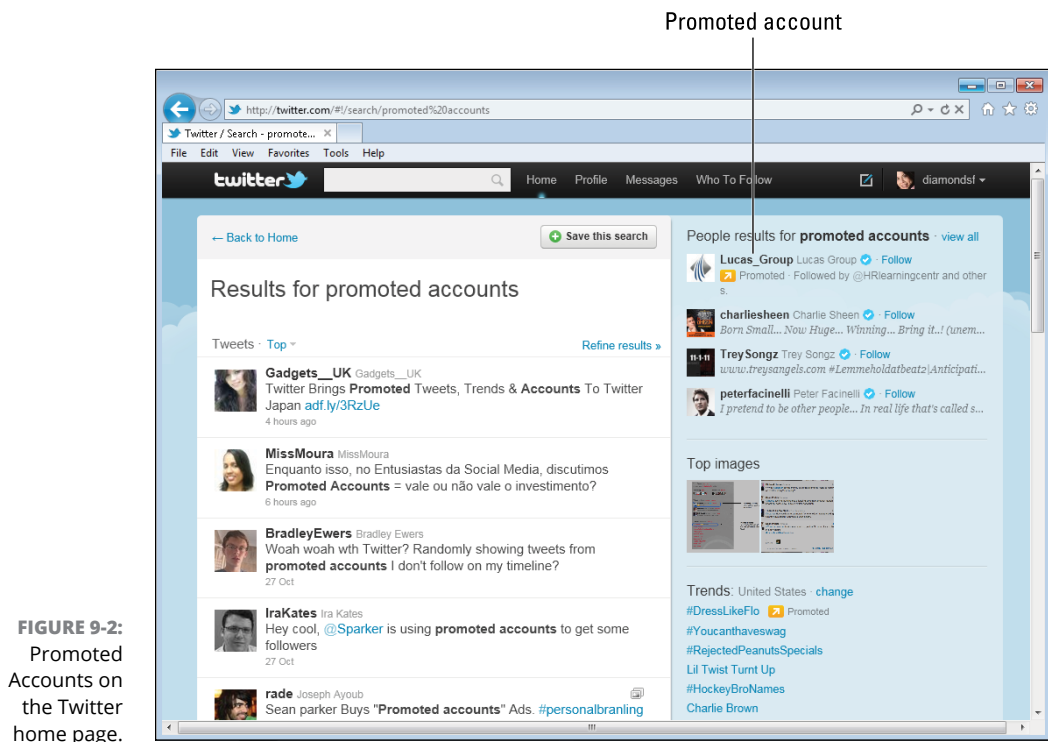 Promoted account
http://twitter.com/#!/search/promoted%20accounts
Twitter / Search - promote...
File Edit View Favorites Tools Help
twitter
Home Profile Messages Who To Follow diamondsf
← Back to Home
Save this search
Results for promoted accounts
Tweets · Top
Refine results »
Gadgets__UK Gadgets__UK
Twitter Brings Promoted Tweets, Trends & Accounts To Twitter
Japan adf.ly/3RzUe
4 hours ago
MissMoura MissMoura
Enquanto isso, no Entusiastas da Social Media, discutimos
Promoted Accounts = vale ou não vale o investimento?
6 hours ago
BradleyEwers Bradley Ewers
Woah woah wth Twitter? Randomly showing tweets from
promoted accounts I don't follow on my timeline?
27 Oct
IraKates Ira Kates
Hey cool, @Sparker is using promoted accounts to get some
followers
27 Oct
rade Joseph Ayoub
Sean parker Buys "Promoted accounts" Ads. #personalbranling
People results for promoted accounts · view all
Lucas_Group Lucas Group · Follow
Promoted · Followed by @HRlearningcentr and other
s.
charliesheen Charlie Sheen · Follow
Born Small... Now Huge... Winning... Bring it..! (unem...
11-1-11
TreySongz Trey Songz · Follow
www.treysangels.com #Lemmeholdatbeatz|Anticipati...
peterfacinelli Peter Facinelli · Follow
I pretend to be other people... In real life that's called s...
Top images
Trends: United States · change
#DressLikeFlo Promoted
#Youcanthaveswag
#RejectedPeanutsSpecials
Lil Twist Turnt Up
#HockeyBroNames
Charlie Brown
FIGURE 9-2:
Promoted
Accounts on
the Twitter
home page.